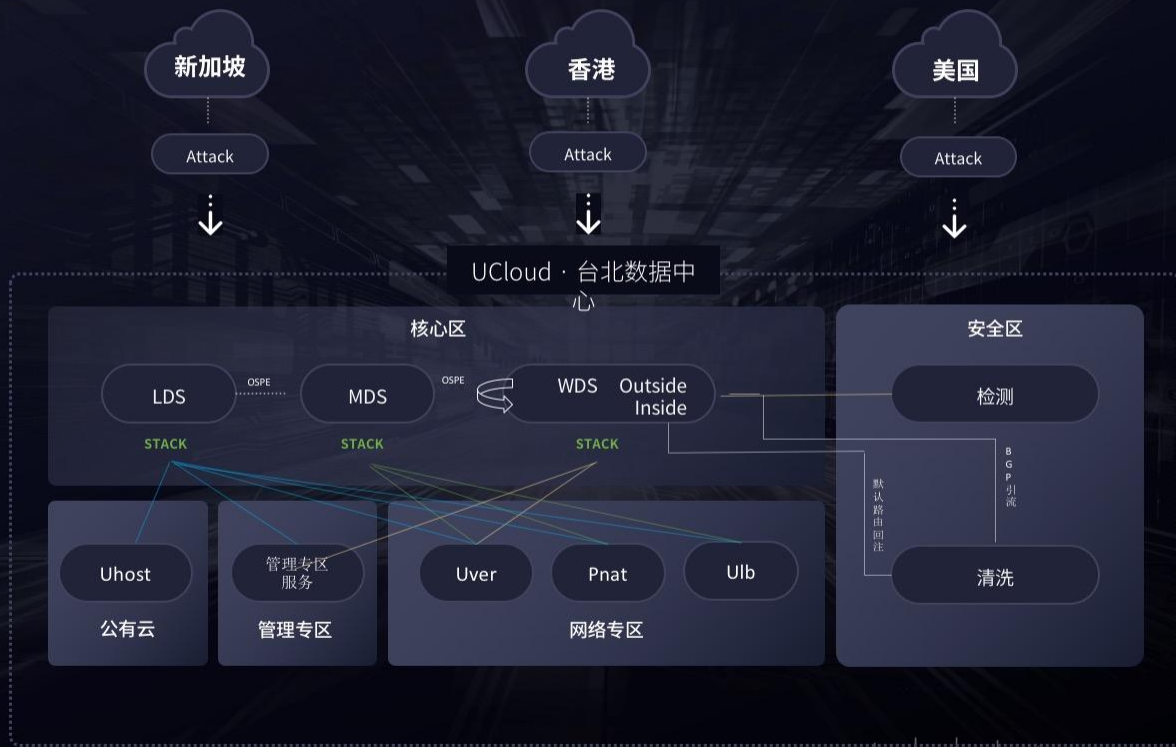 新加坡
香港
美国
Attack
Attack
Attack
UCloud · 台北数据中
心
核心区
安全区
LDS
OSPE
MDS
OSPE
WDS Outside
Inside
检测
STACK
STACK
STACK
BGP引流
默认路由回注
Uhost
管理专区
服务
Uver
Pnat
Ulb
清洗
公有云
管理专区
网络专区